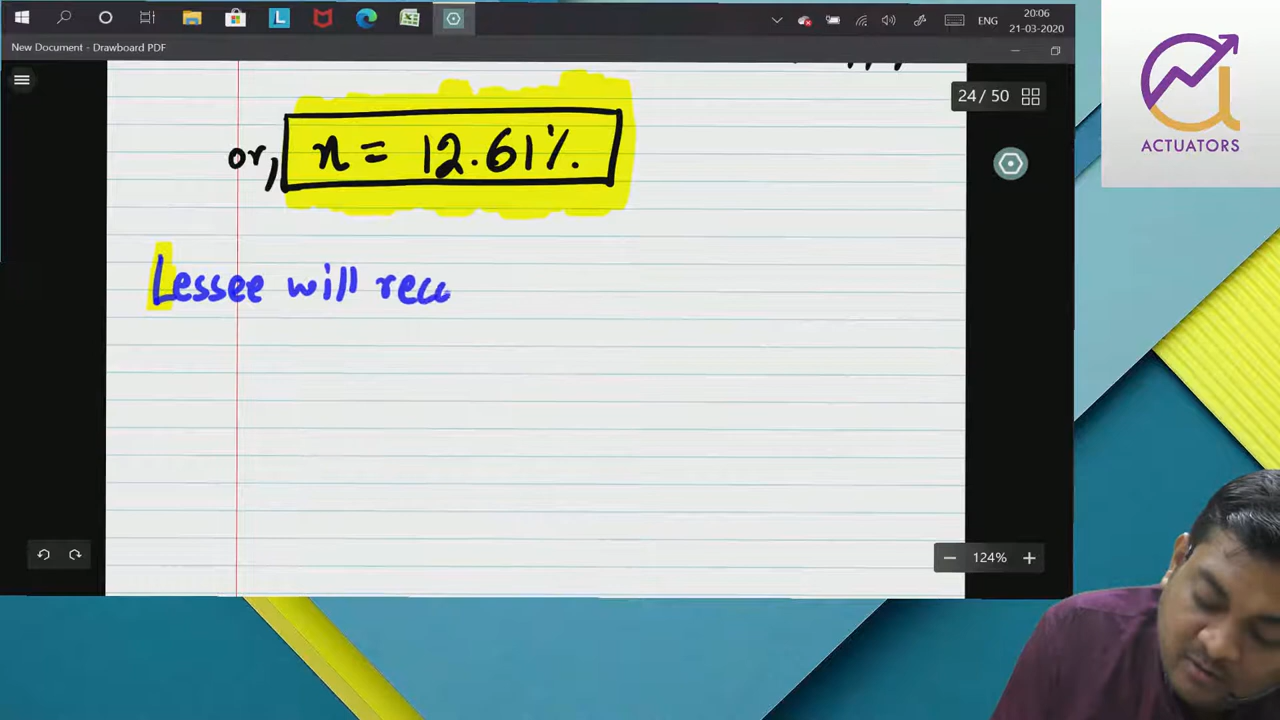 20:06
ENG
21-03-2020
New Document - Drawboard PDF
24 / 50
ACTUATORS
or, n = 12.61%.
Lessee will rec
124%